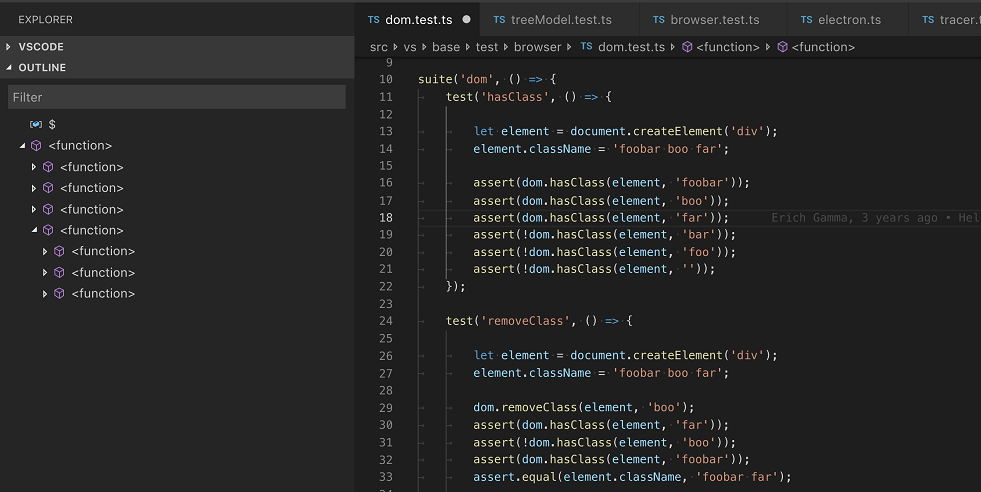 EXPLORER
VSCODE
OUTLINE
Filter
$
<function>
<function>
<function>
<function>
<function>
<function>
<function>
<function>
TS dom.test.ts ● TS treeModel.test.ts TS browser.test.ts TS electron.ts TS tracer.t
src vs base test browser TS dom.test.ts <function> <function>
9
10 suite('dom', () => {
11 test('hasClass', () => {
12
13 let element = document.createElement('div');
14 element.className = 'foobar boo far';
15
16 assert(dom.hasClass(element, 'foobar'));
17 assert(dom.hasClass(element, 'boo'));
18 assert(dom.hasClass(element, 'far')); Erich Gamma, 3 years ago • Hel
19 assert(!dom.hasClass(element, 'bar'));
20 assert(!dom.hasClass(element, 'foo'));
21 assert(!dom.hasClass(element, ''));
22 });
23
24 test('removeClass', () => {
25
26 let element = document.createElement('div');
27 element.className = 'foobar boo far';
28
29 dom.removeClass(element, 'boo');
30 assert(dom.hasClass(element, 'far'));
31 assert(!dom.hasClass(element, 'boo'));
32 assert(dom.hasClass(element, 'foobar'));
33 assert.equal(element.className, 'foobar far');